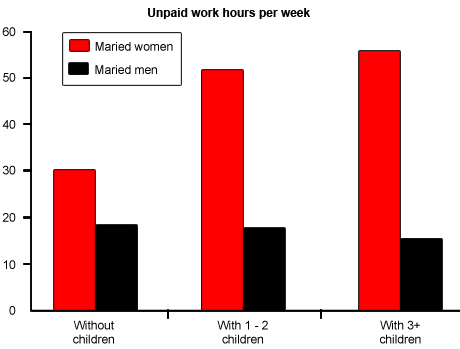 Unpaid work hours per week
Maried women
Maried men
60
50
40
30
20
10
0
Without
children
With 1 - 2
children
With 3+
children